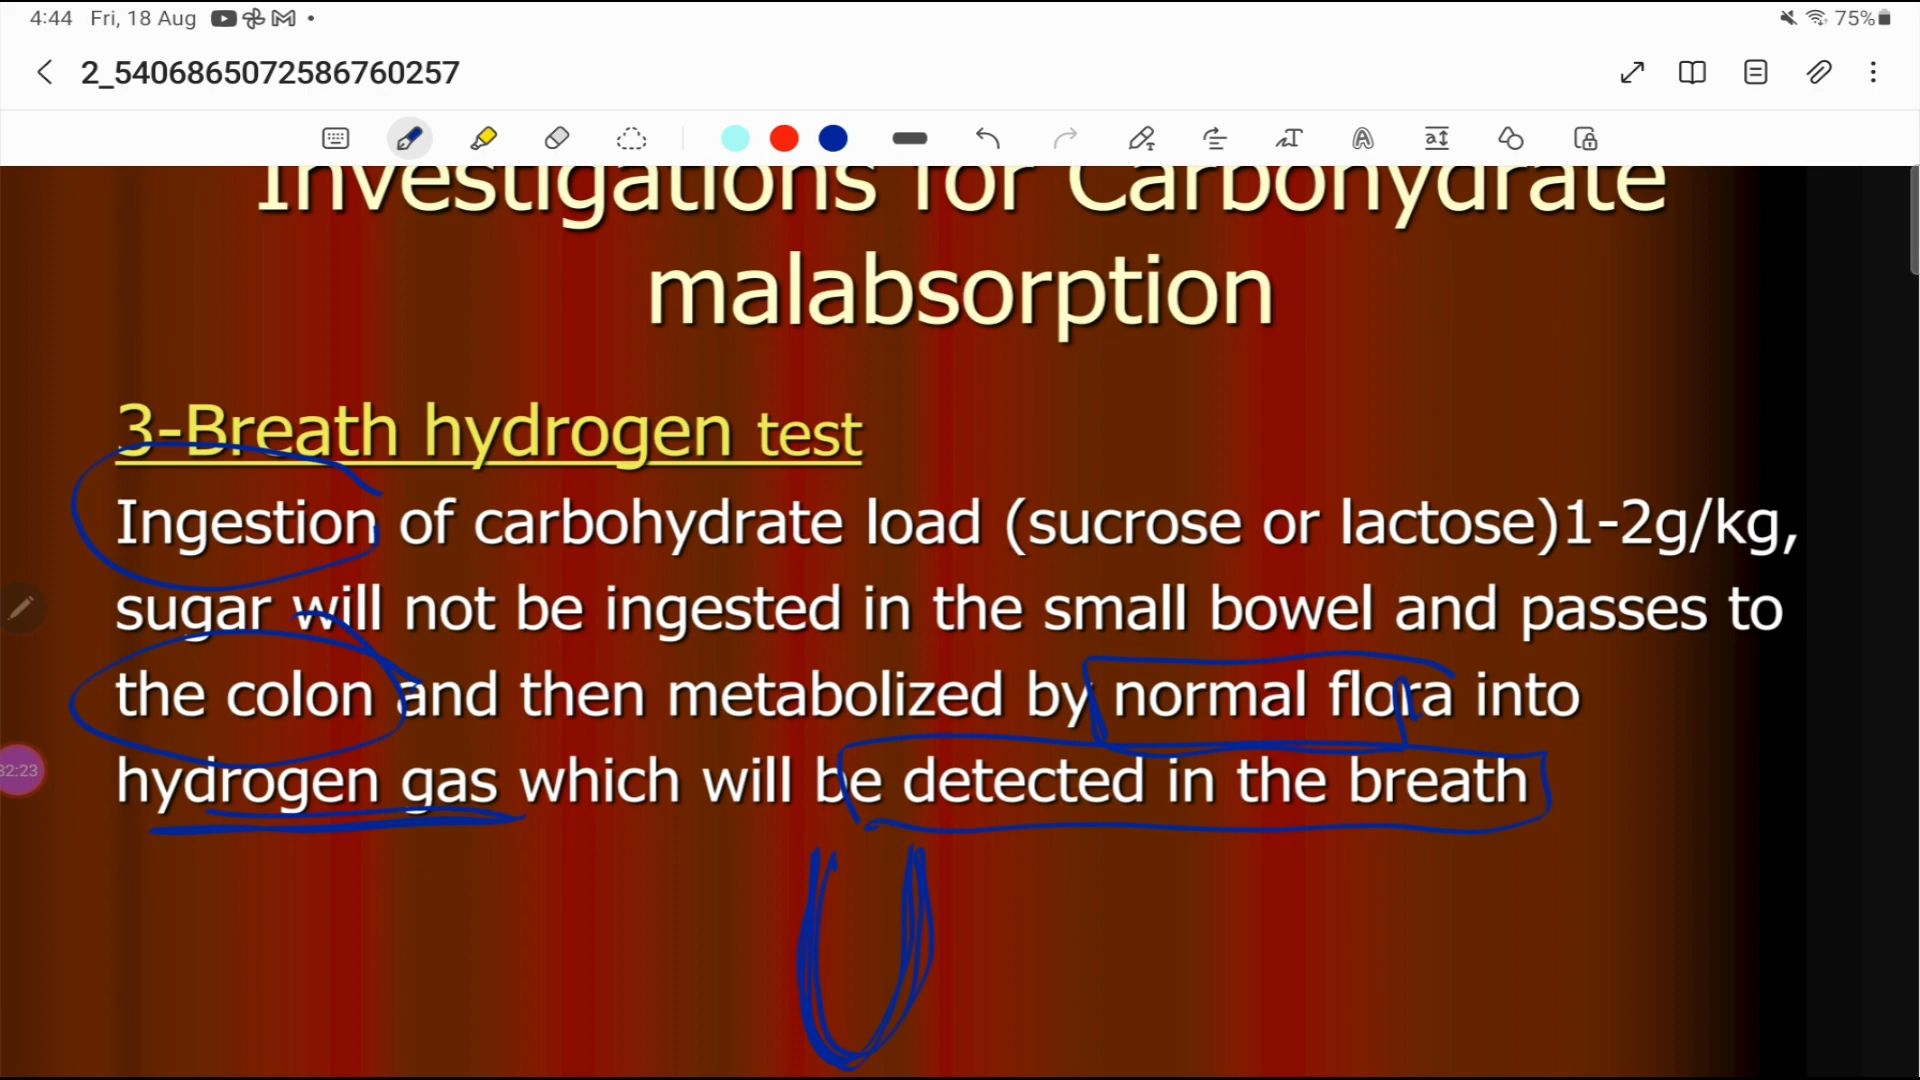 4:44 Fri, 18 Aug 75%
2_5406865072586760257
Investigations for Carbohydrate
malabsorption
3-Breath hydrogen test
Ingestion of carbohydrate load (sucrose or lactose)1-2g/kg,
sugar will not be ingested in the small bowel and passes to
the colon and then metabolized by normal flora into
32:23
hydrogen gas which will be detected in the breath